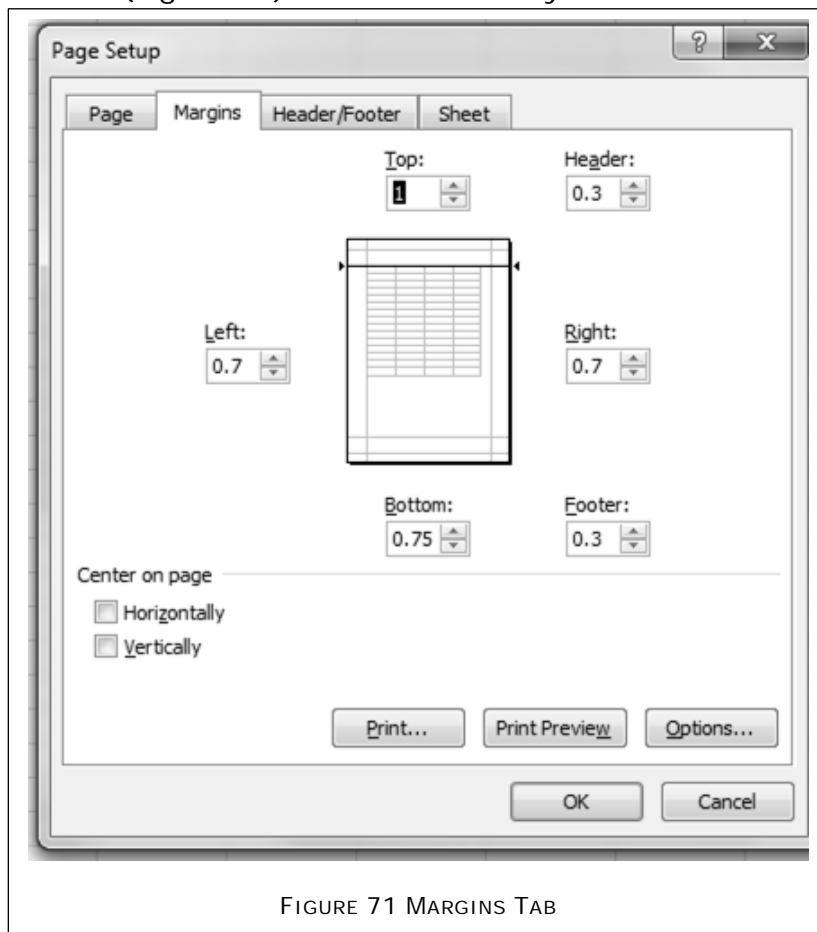 Page Setup
Page Margins Header/Footer Sheet
Top: Header:
1 0.3
Left: Right:
0.7 0.7
Bottom: Footer:
0.75 0.3
Center on page
Horizontally
Vertically
Print... Print Preview Options...
OK Cancel
FIGURE 71 MARGINS TAB